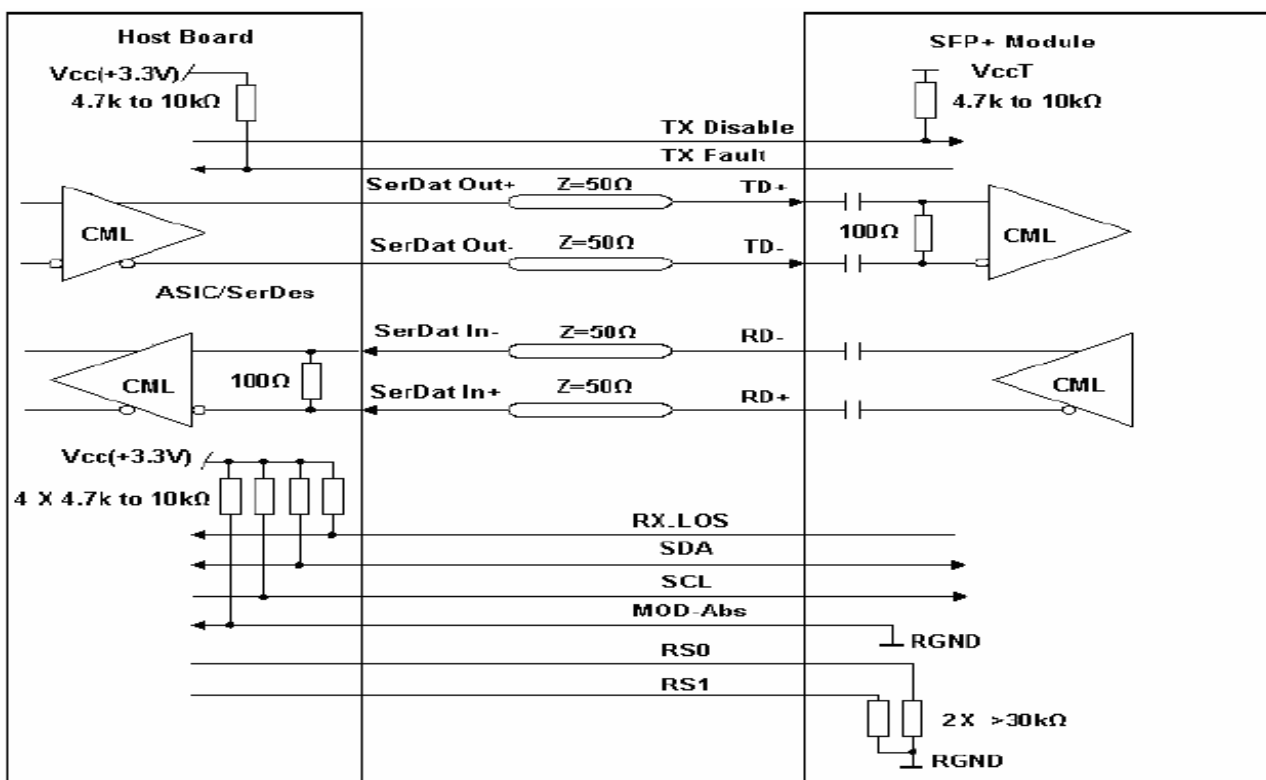 Host Board
SFP+ Module
Vcc(+3.3V)
4.7k to 10kΩ
VccT
4.7k to 10kΩ
TX Disable
TX Fault
SerDat Out+
Z=50Ω
TD+
CML
100Ω
CML
SerDat Out-
Z=50Ω
TD-
ASIC/SerDes
SerDat In-
Z=50Ω
RD-
CML
100Ω
CML
SerDat In+
Z=50Ω
RD+
Vcc(+3.3V)
4 X 4.7k to 10kΩ
RX-LOS
SDA
SCL
MOD-Abs
RGND
RS0
RS1
2 X >30kΩ
RGND